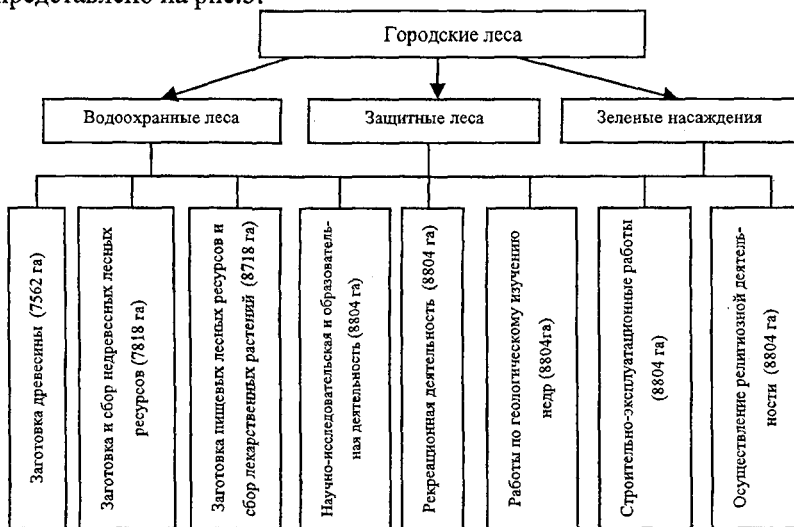 представлено на рис.3.
Городские леса
Водоохранные леса
Защитные леса
Зеленые насаждения
Заготовка древесины (7562 га)
Заготовка и сбор недревесных лесных
ресурсов (7818 га)
Заготовка пищевых лесных ресурсов и
сбор лекарственных растений (8718 га)
Научно-исследовательская и образователь-
ная деятельность (8804 га)
Рекреационная деятельность (8804 га)
Работы по геологическому изучению
недр (8804га)
Строительно-эксплуатационные работы
(8804 га)
Осуществление религиозной деятель-
ности (8804 га)